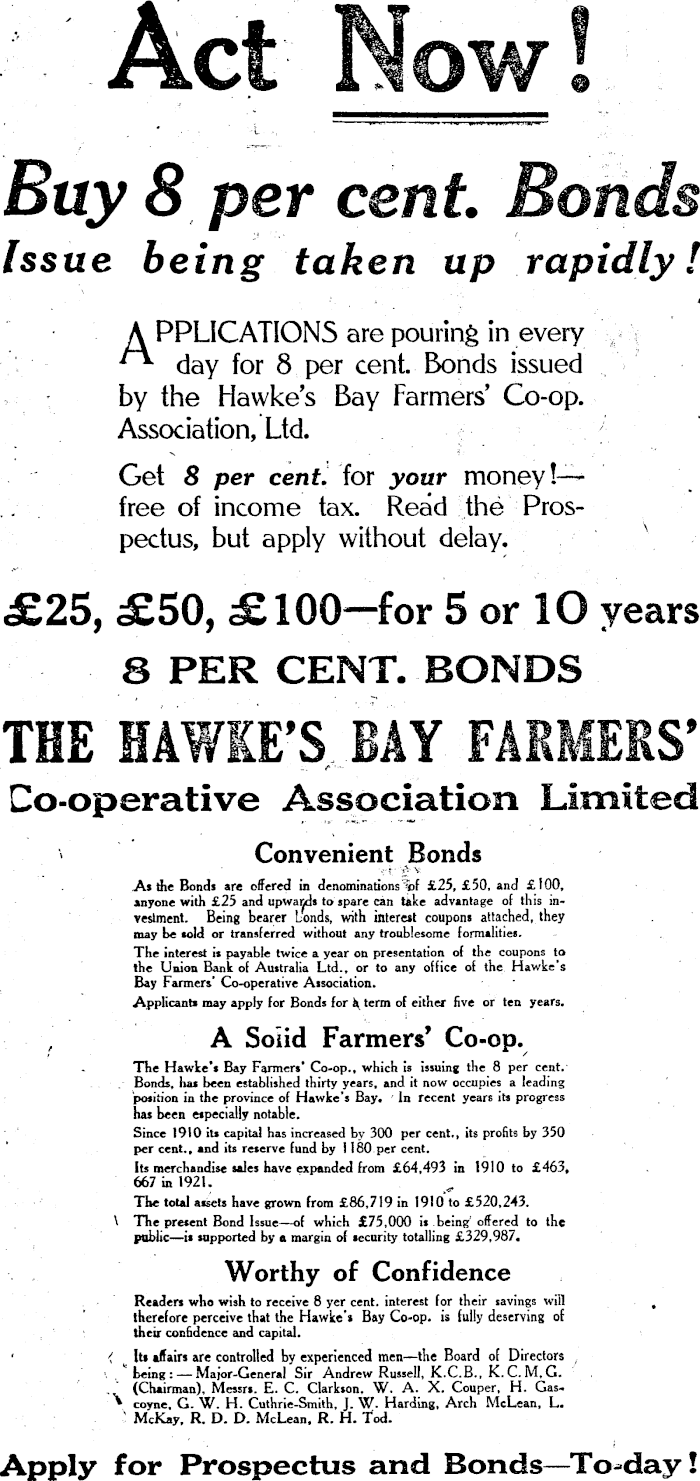 Act Now!
Buy 8 per cent. Bonds
Issue being taken up rapidly!
APPLICATIONS are pouring in every
day for 8 per cent. Bonds issued
by the Hawke's Bay Farmers' Co-op.
Association, Ltd.
Get 8 per cent. for your money!—
free of income tax. Read the Pros-
pectus, but apply without delay.
£25, £50, £100—for 5 or 10 years
8 PER CENT. BONDS
THE HAWKE'S BAY FARMERS'
Co-operative Association Limited
Convenient Bonds
As the Bonds are offered in denominations of £25, £50, and £100,
anyone with £25 and upwards to spare can take advantage of this in-
vestment. Being bearer bonds, with interest coupons attached, they
may be sold or transferred without any troublesome formalities.
The interest is payable twice a year on presentation of the coupons to
the Union Bank of Australia Ltd., or to any office of the Hawke's
Bay Farmers' Co-operative Association.
Applicants may apply for Bonds for a term of either five or ten years.
A Solid Farmers' Co-op.
The Hawke's Bay Farmers' Co-op., which is issuing the 8 per cent.
Bonds, has been established thirty years, and it now occupies a leading
position in the province of Hawke's Bay. In recent years its progress
has been especially notable.
Since 1910 its capital has increased by 300 per cent., its profits by 350
per cent., and its reserve fund by 1180 per cent.
Its merchandise sales have expanded from £64,493 in 1910 to £463,
667 in 1921.
The total assets have grown from £86,719 in 1910 to £520,243.
The present Bond Issue—of which £75,000 is being offered to the
public—is supported by a margin of security totalling £329,987.
Worthy of Confidence
Readers who wish to receive 8 yer cent. interest for their savings will
therefore perceive that the Hawke's Bay Co-op. is fully deserving of
their confidence and capital.
Its affairs are controlled by experienced men—the Board of Directors
being:—Major-General Sir Andrew Russell, K.C.B., K.C.M.G.
(Chairman), Messrs. E. C. Clarkson, W. A. X. Couper, H. Gas-
coyne, G. W. H. Cuthrie-Smith, J. W. Harding, Arch McLean, L.
McKay, R. D. D. McLean, R. H. Tod.
Apply for Prospectus and Bonds—To-day!